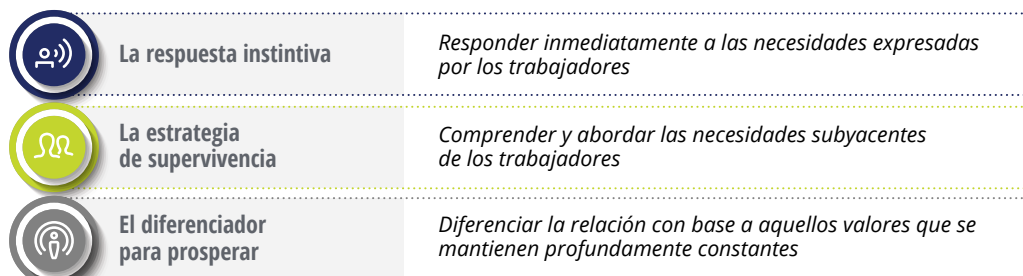 La respuesta instintiva
Responder inmediatamente a las necesidades expresadas
por los trabajadores
La estrategia
de supervivencia
Comprender y abordar las necesidades subyacentes
de los trabajadores
El diferenciador
para prosperar
Diferenciar la relación con base a aquellos valores que se
mantienen profundamente constantes